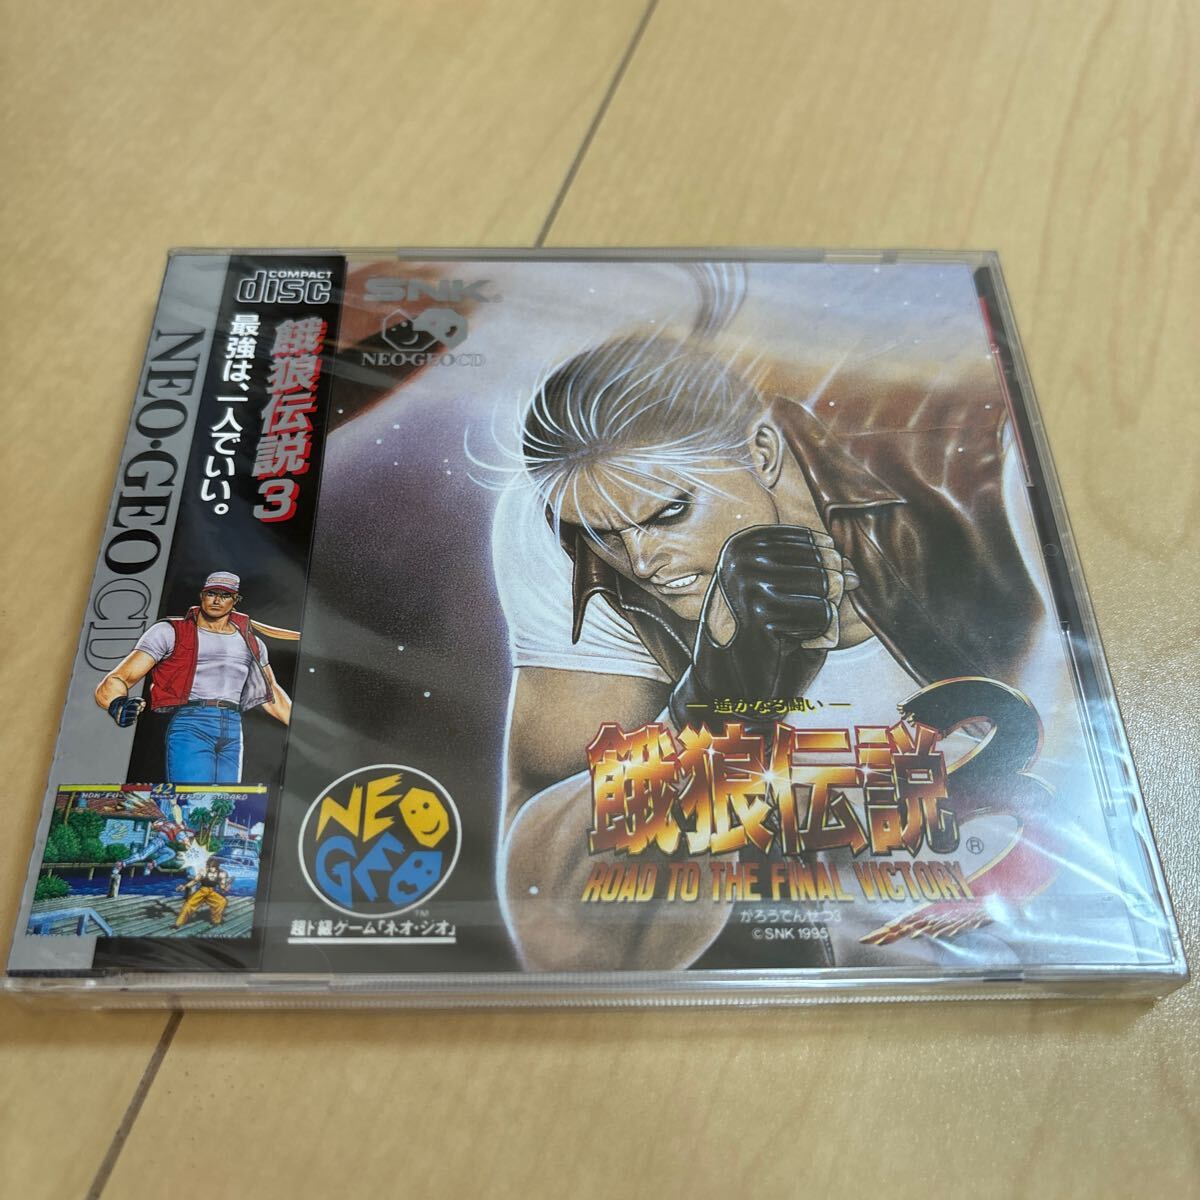 COMPACT
disc
餓狼伝説3
最強は、一人でいい。
NEO・GEO CD
SNK®
NEO・GEO CD
42
NEO
GEO
™
超ド級ゲーム「ネオ・ジオ」
遥かなる闘い
餓狼伝説3
®
ROAD TO THE FINAL VICTORY
がろうでんせつ3
©SNK 1995